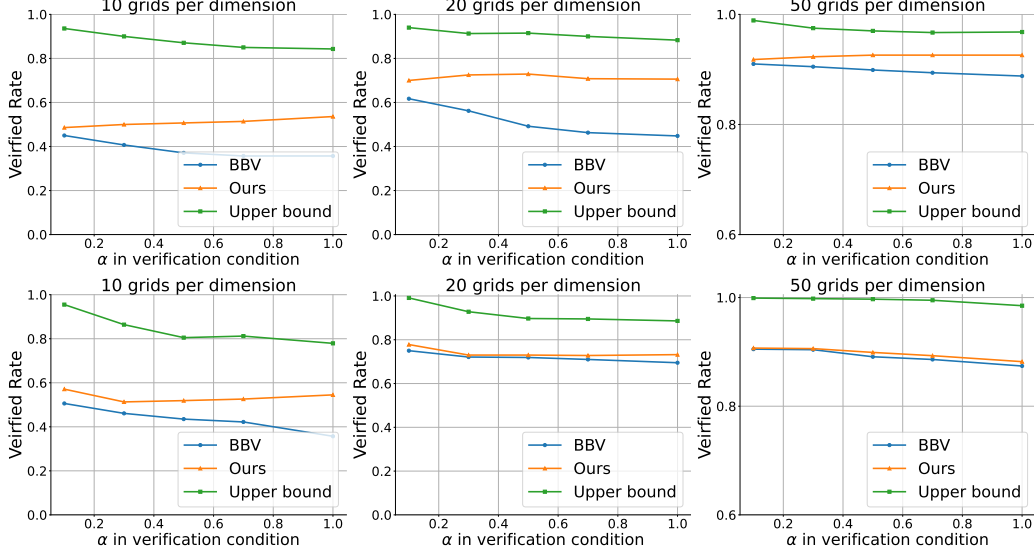 10 grids per dimension
20 grids per dimension
50 grids per dimension
Veirfied Rate
1.0
0.8
0.6
0.4
0.2
0.0
BBV
Ours
Upper bound
0.2 0.4 0.6 0.8 1.0
α in verification condition
Veirfied Rate
1.0
0.8
0.6
0.4
0.2
0.0
BBV
Ours
Upper bound
0.2 0.4 0.6 0.8 1.0
α in verification condition
Veirfied Rate
1.0
0.8
0.6
BBV
Ours
Upper bound
0.2 0.4 0.6 0.8 1.0
α in verification condition
10 grids per dimension
20 grids per dimension
50 grids per dimension
Veirfied Rate
1.0
0.8
0.6
0.4
0.2
0.0
BBV
Ours
Upper bound
0.2 0.4 0.6 0.8 1.0
α in verification condition
Veirfied Rate
1.0
0.8
0.6
0.4
0.2
0.0
BBV
Ours
Upper bound
0.2 0.4 0.6 0.8 1.0
α in verification condition
Veirfied Rate
1.0
0.8
0.6
BBV
Ours
Upper bound
0.2 0.4 0.6 0.8 1.0
α in verification condition